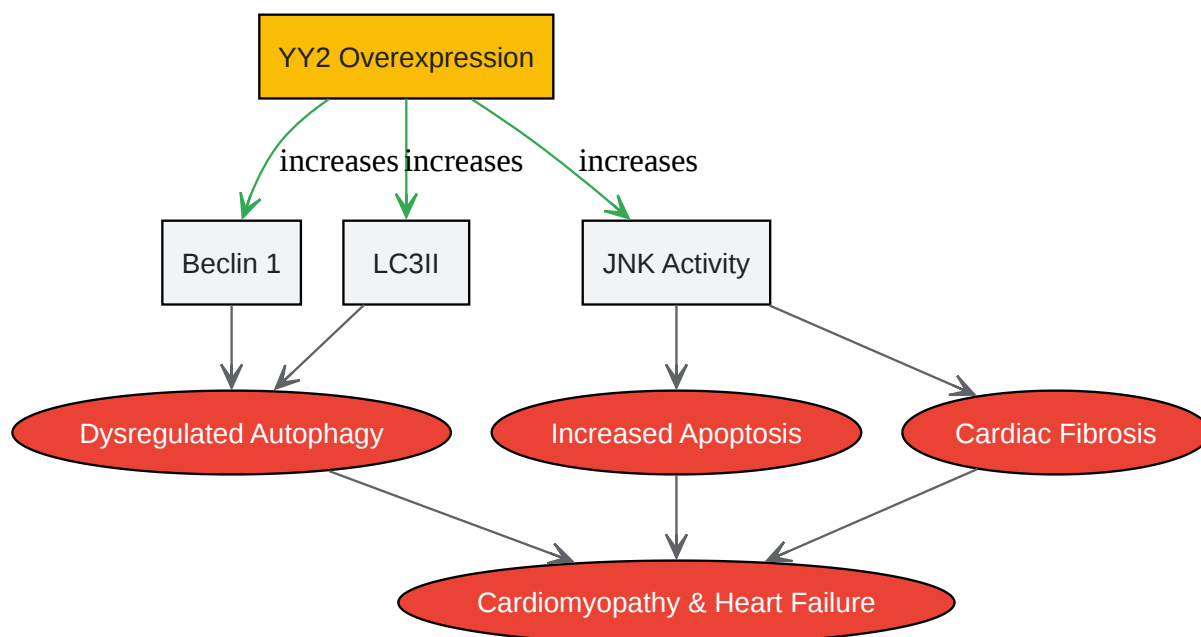 YY2 Overexpression
increases
increases
increases
Beclin 1
LC3II
JNK Activity
Dysregulated Autophagy
Increased Apoptosis
Cardiac Fibrosis
Cardiomyopathy & Heart Failure